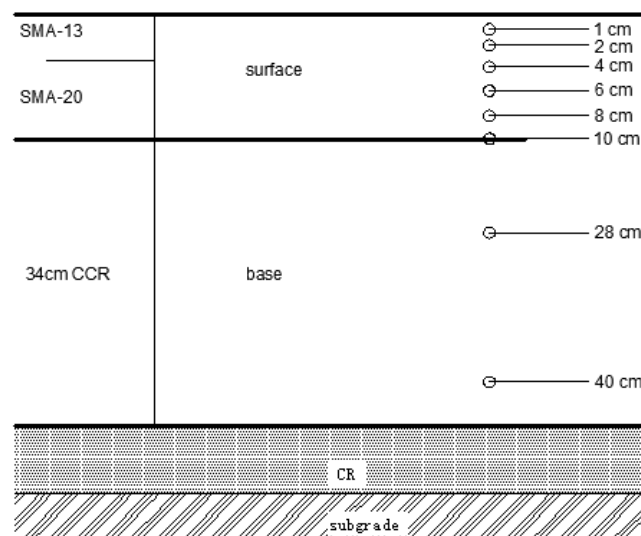 SMA-13
1 cm
2 cm
surface
4 cm
SMA-20
6 cm
8 cm
10 cm
28 cm
34cm CCR
base
40 cm
CR
subgrade